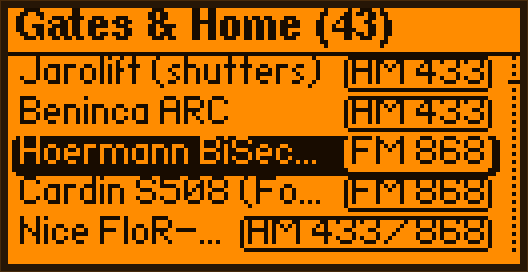 Gates & Home (43)
Jarolift (shutters) AM 433
Beninca ARC AM 433
Hoermann BiSec... FM 868
Cardin S508 (Fo... FM 868
Nice FloR-... AM 433/868